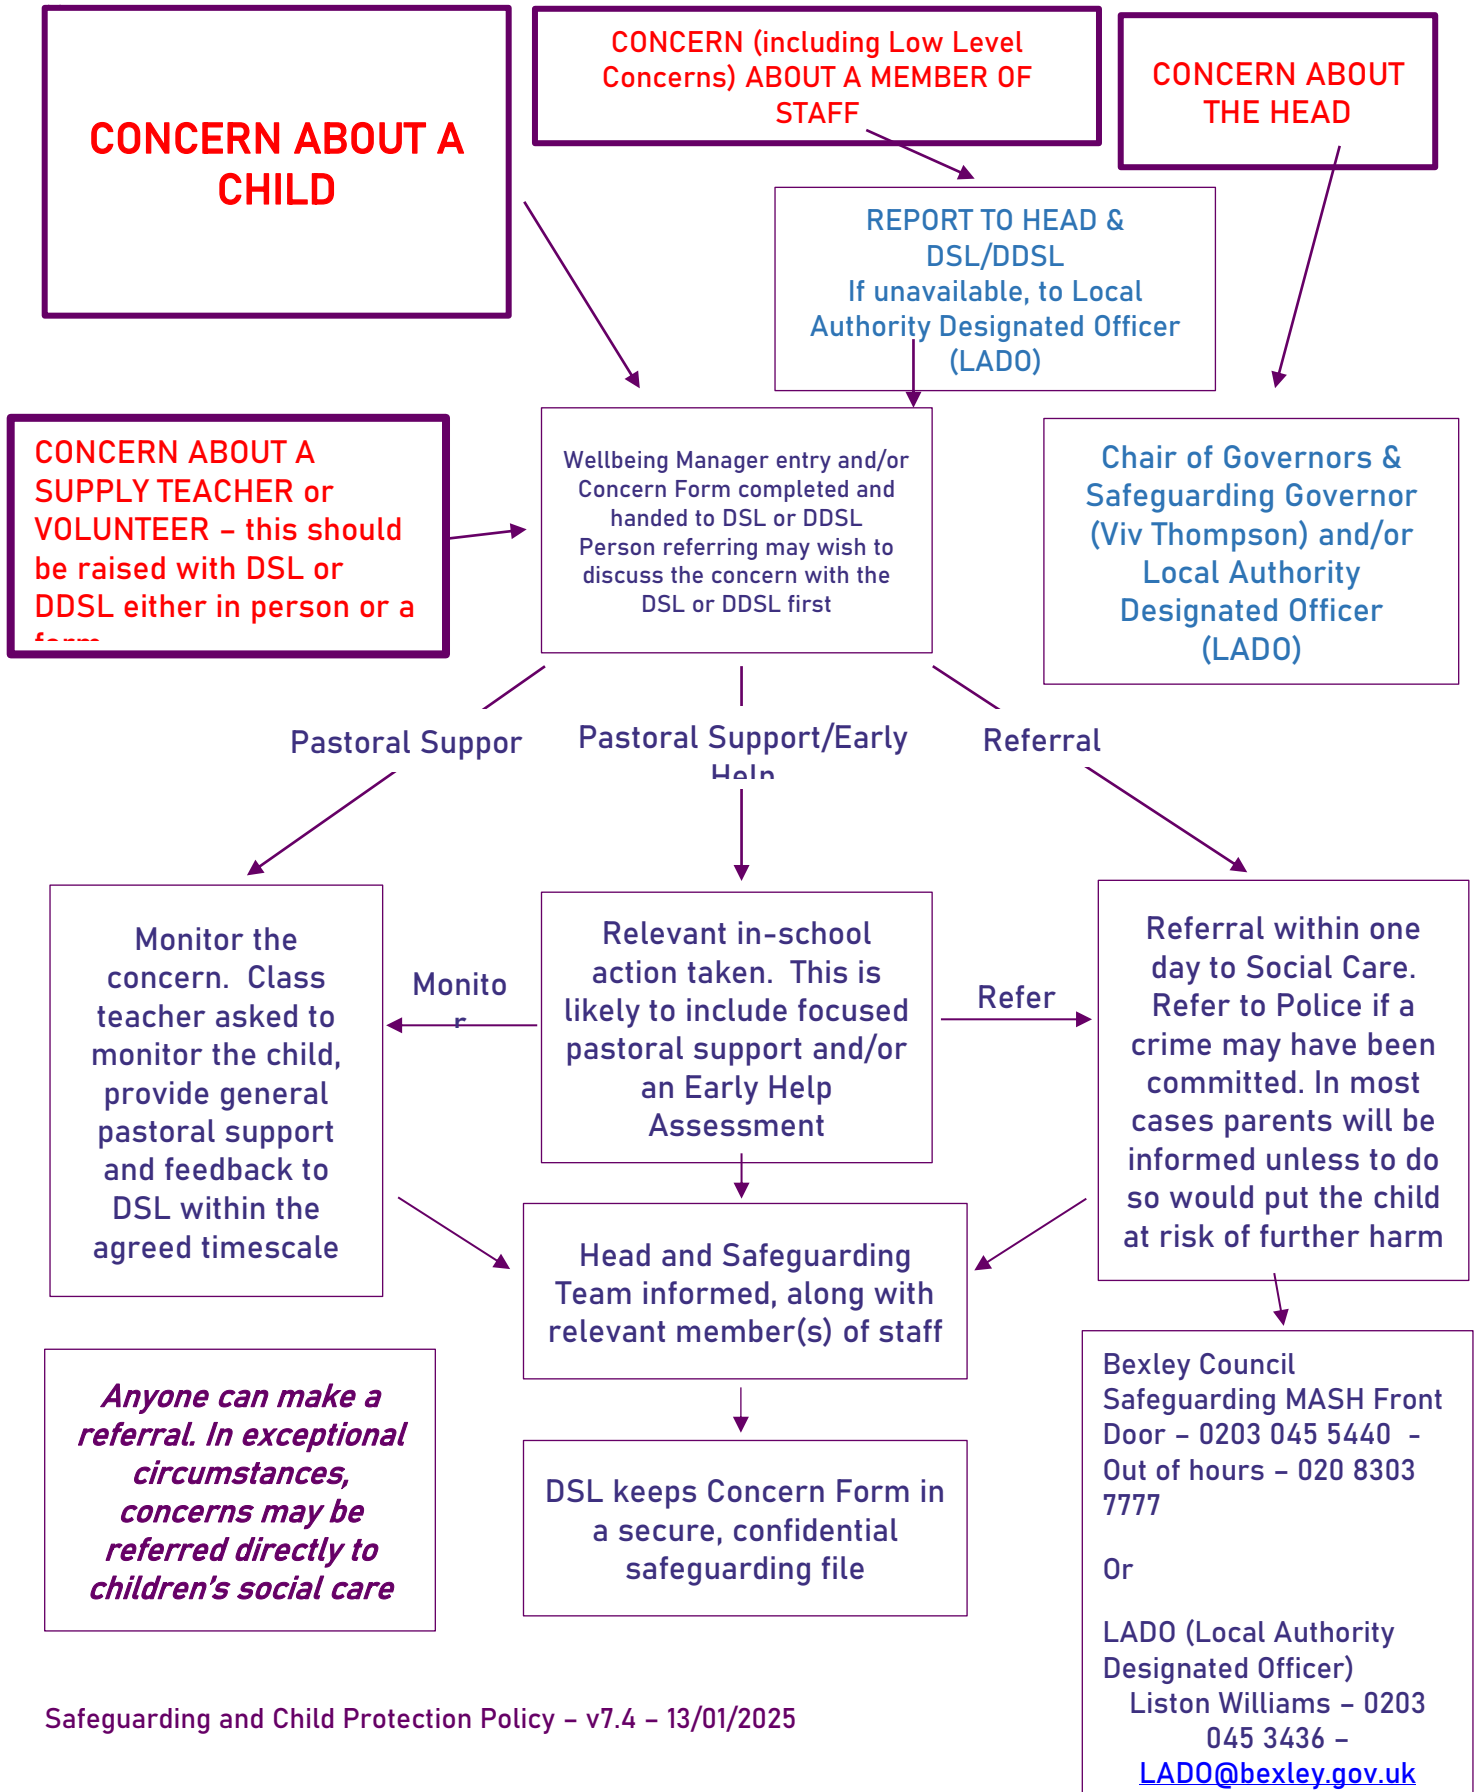 CONCERN ABOUT A
CHILD
CONCERN (including Low Level
Concerns) ABOUT A MEMBER OF
STAFF
CONCERN ABOUT
THE HEAD
REPORT TO HEAD &
DSL/DDSL
If unavailable, to Local
Authority Designated Officer
(LADO)
CONCERN ABOUT A
SUPPLY TEACHER or
VOLUNTEER – this should
be raised with DSL or
DDSL either in person or a
form
Wellbeing Manager entry and/or
Concern Form completed and
handed to DSL or DDSL
Person referring may wish to
discuss the concern with the
DSL or DDSL first
Chair of Governors &
Safeguarding Governor
(Viv Thompson) and/or
Local Authority
Designated Officer
(LADO)
Pastoral Suppor
Pastoral Support/Early
Help
Referral
Monitor the
concern.  Class
teacher asked to
monitor the child,
provide general
pastoral support
and feedback to
DSL within the
agreed timescale
Monito
r
Relevant in-school
action taken.  This is
likely to include focused
pastoral support and/or
an Early Help
Assessment
Refer
Referral within one
day to Social Care.
Refer to Police if a
crime may have been
committed. In most
cases parents will be
informed unless to do
so would put the child
at risk of further harm
Head and Safeguarding
Team informed, along with
relevant member(s) of staff
Anyone can make a
referral. In exceptional
circumstances,
concerns may be
referred directly to
children's social care
DSL keeps Concern Form in
a secure, confidential
safeguarding file
Bexley Council
Safeguarding MASH Front
Door – 0203 045 5440  -
Out of hours – 020 8303
7777
Or
LADO (Local Authority
Designated Officer)
Liston Williams – 0203
045 3436 –
LADO@bexley.gov.uk
Safeguarding and Child Protection Policy – v7.4 – 13/01/2025